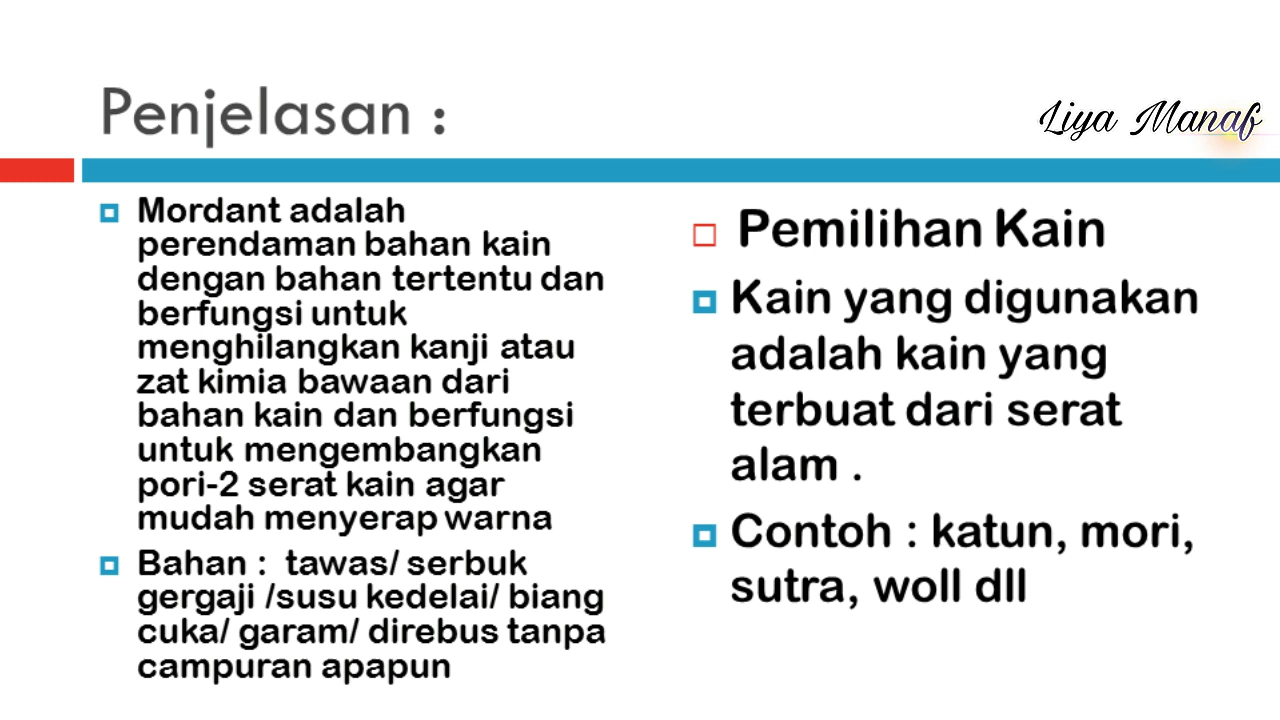 Penjelasan :
Liya Manaf
Mordant adalah
perendaman bahan kain
dengan bahan tertentu dan
berfungsi untuk
menghilangkan kanji atau
zat kimia bawaan dari
bahan kain dan berfungsi
untuk mengembangkan
pori-2 serat kain agar
mudah menyerap warna
Bahan : tawas/ serbuk
gergaji /susu kedelai/ biang
cuka/ garam/ direbus tanpa
campuran apapun
Pemilihan Kain
Kain yang digunakan
adalah kain yang
terbuat dari serat
alam .
Contoh : katun, mori,
sutra, woll dll